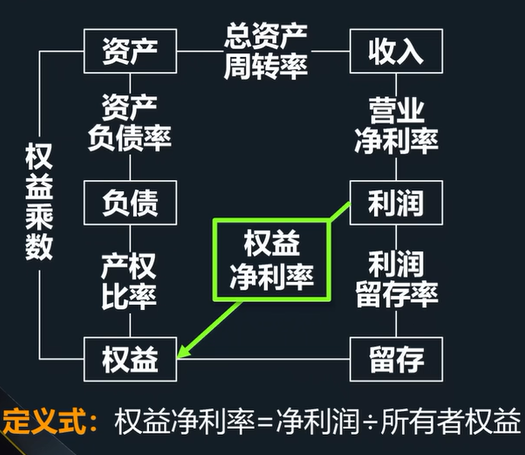 资产
总资产
周转率
收入
资产
负债率
营业
净利率
权益乘数
负债
权益
净利率
利润
产权
比率
利润
留存率
权益
留存
定义式：权益净利率=净利润÷所有者权益